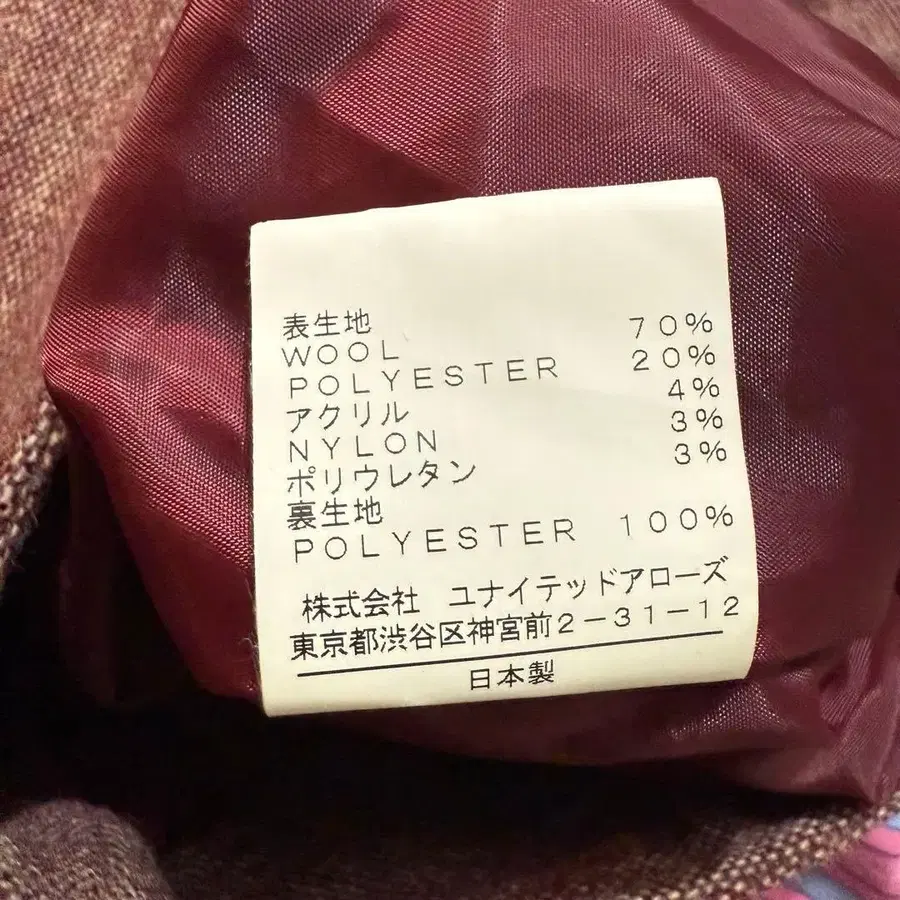 表生地
WOOL 70%
POLYESTER 20%
アクリル 4%
NYLON 3%
ポリウレタン 3%
裏生地
POLYESTER 100%
株式会社 ユナイテッドアローズ
東京都渋谷区神宮前2-31-12
日本製